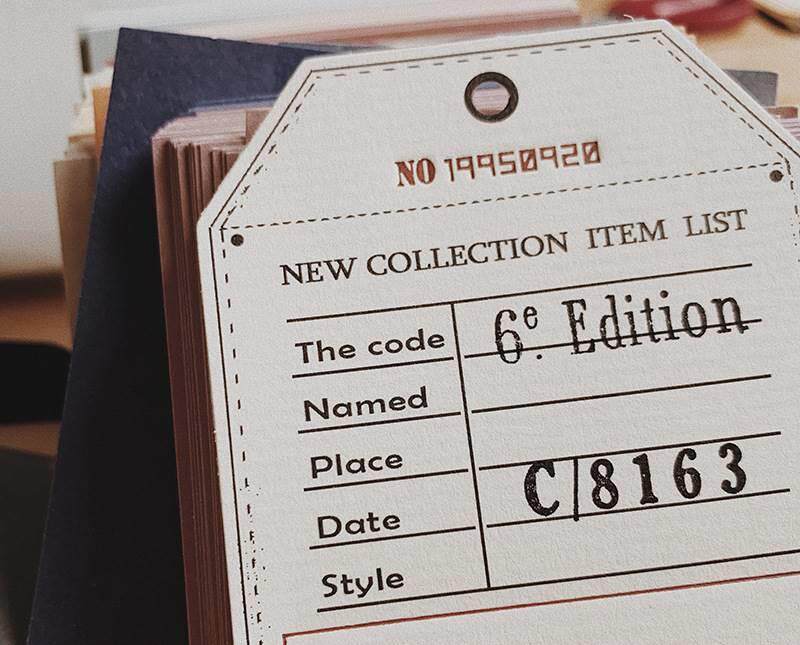 NO 19950920
NEW COLLECTION ITEM LIST
The code 6e. Edition
Named
Place
Date C/8163
Style